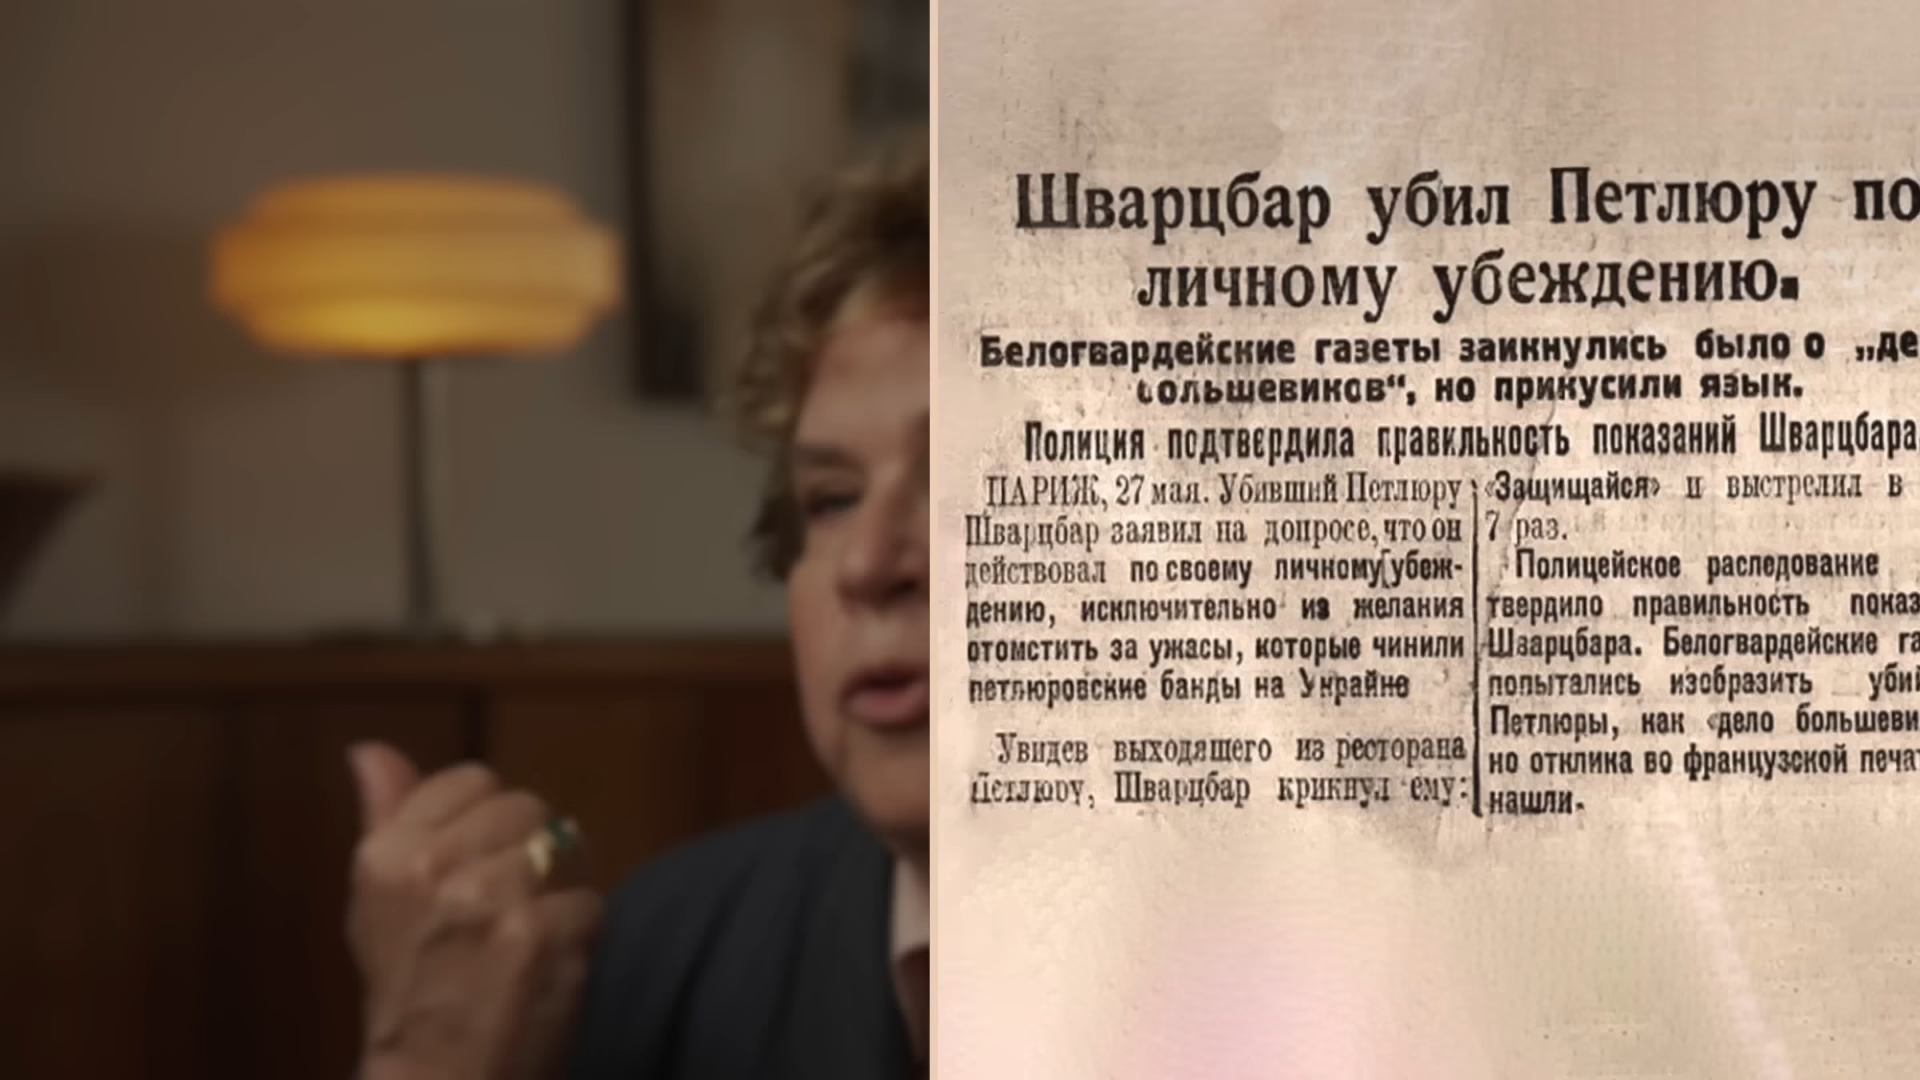 Шварцбар убил Петлюру по
личному убеждению.
Белогвардейские газеты заикнулись было о „де
большевиков“, но прикусили язык.
Полиция подтвердила правильность показаний Шварцбара
ПАРИЖ, 27 мая. Убивший Петлюру
Шварцбар заявил на допросе, что он
действовал по своему личному убеж-
дению, исключительно из желания
отомстить за ужасы, которые чинили
петлюровские банды на Украйне
Увидев выходящего из ресторана
Петлюру, Шварцбар крикнул ему:
«Защищайся» и выстрелил в
7 раз.
Полицейское раследование
твердило правильность показ
Шварцбара. Белогвардейские га
попытались изобразить убий
Петлюры, как «дело большеви
но отклика во французской печат
нашли.